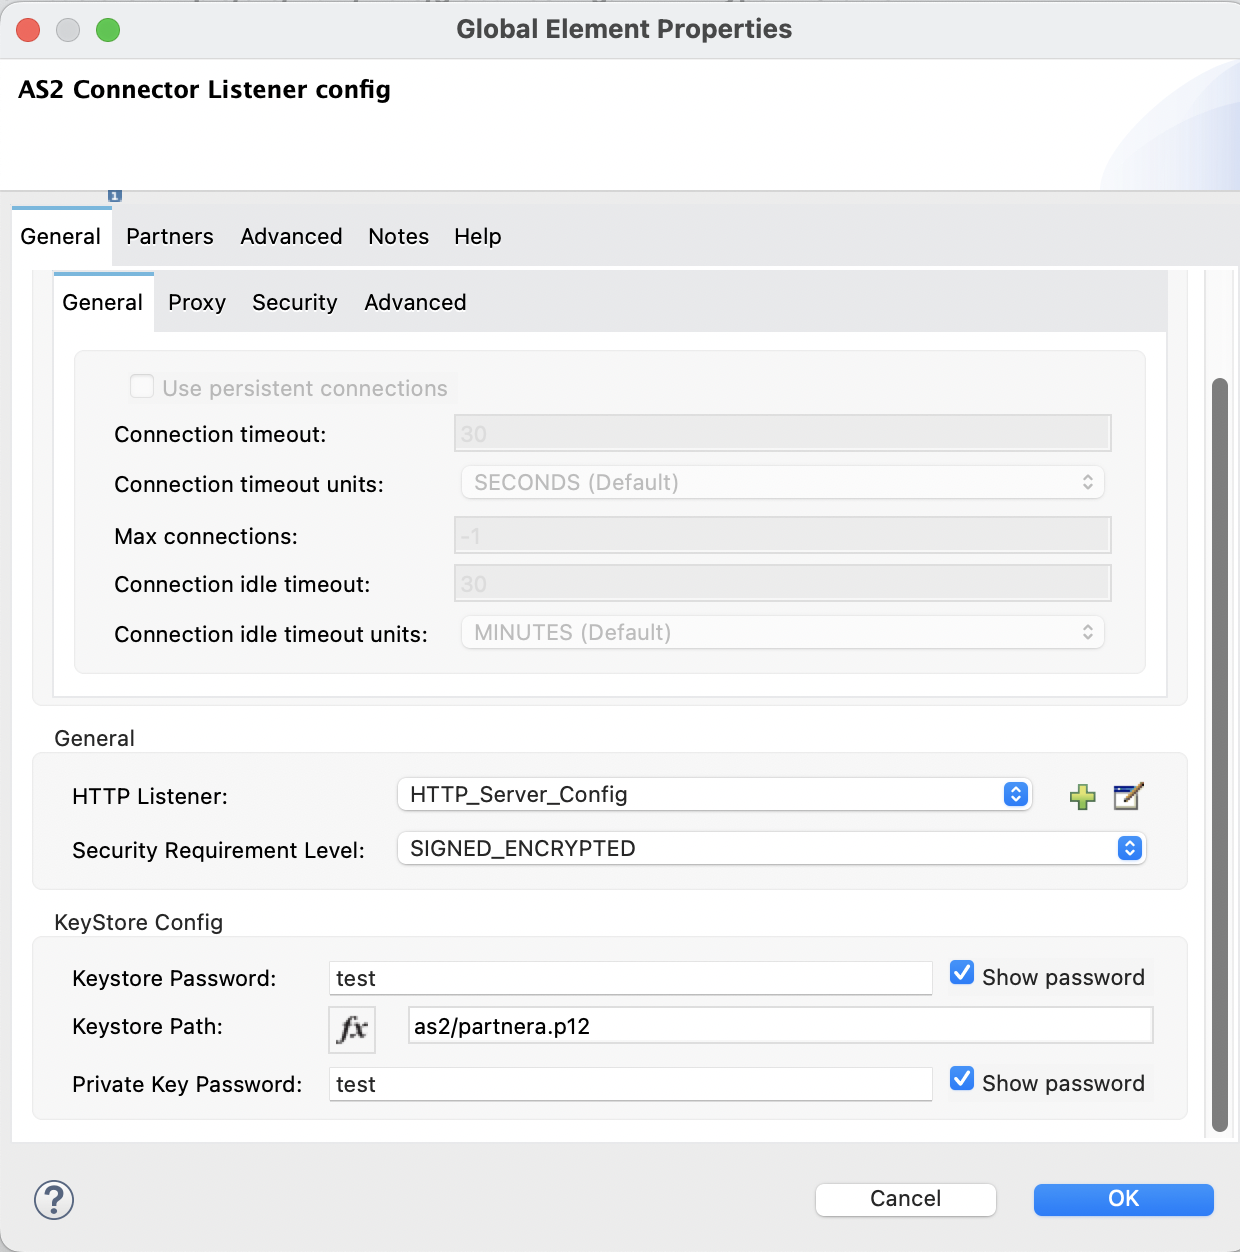 Global Element Properties
AS2 Connector Listener config
1
General Partners Advanced Notes Help
General Proxy Security Advanced
Use persistent connections
Connection timeout: 30
Connection timeout units: SECONDS (Default)
Max connections: -1
Connection idle timeout: 30
Connection idle timeout units: MINUTES (Default)
General
HTTP Listener: HTTP_Server_Config
Security Requirement Level: SIGNED_ENCRYPTED
KeyStore Config
Keystore Password: test Show password
Keystore Path: fx as2/partnera.p12
Private Key Password: test Show password
? Cancel OK